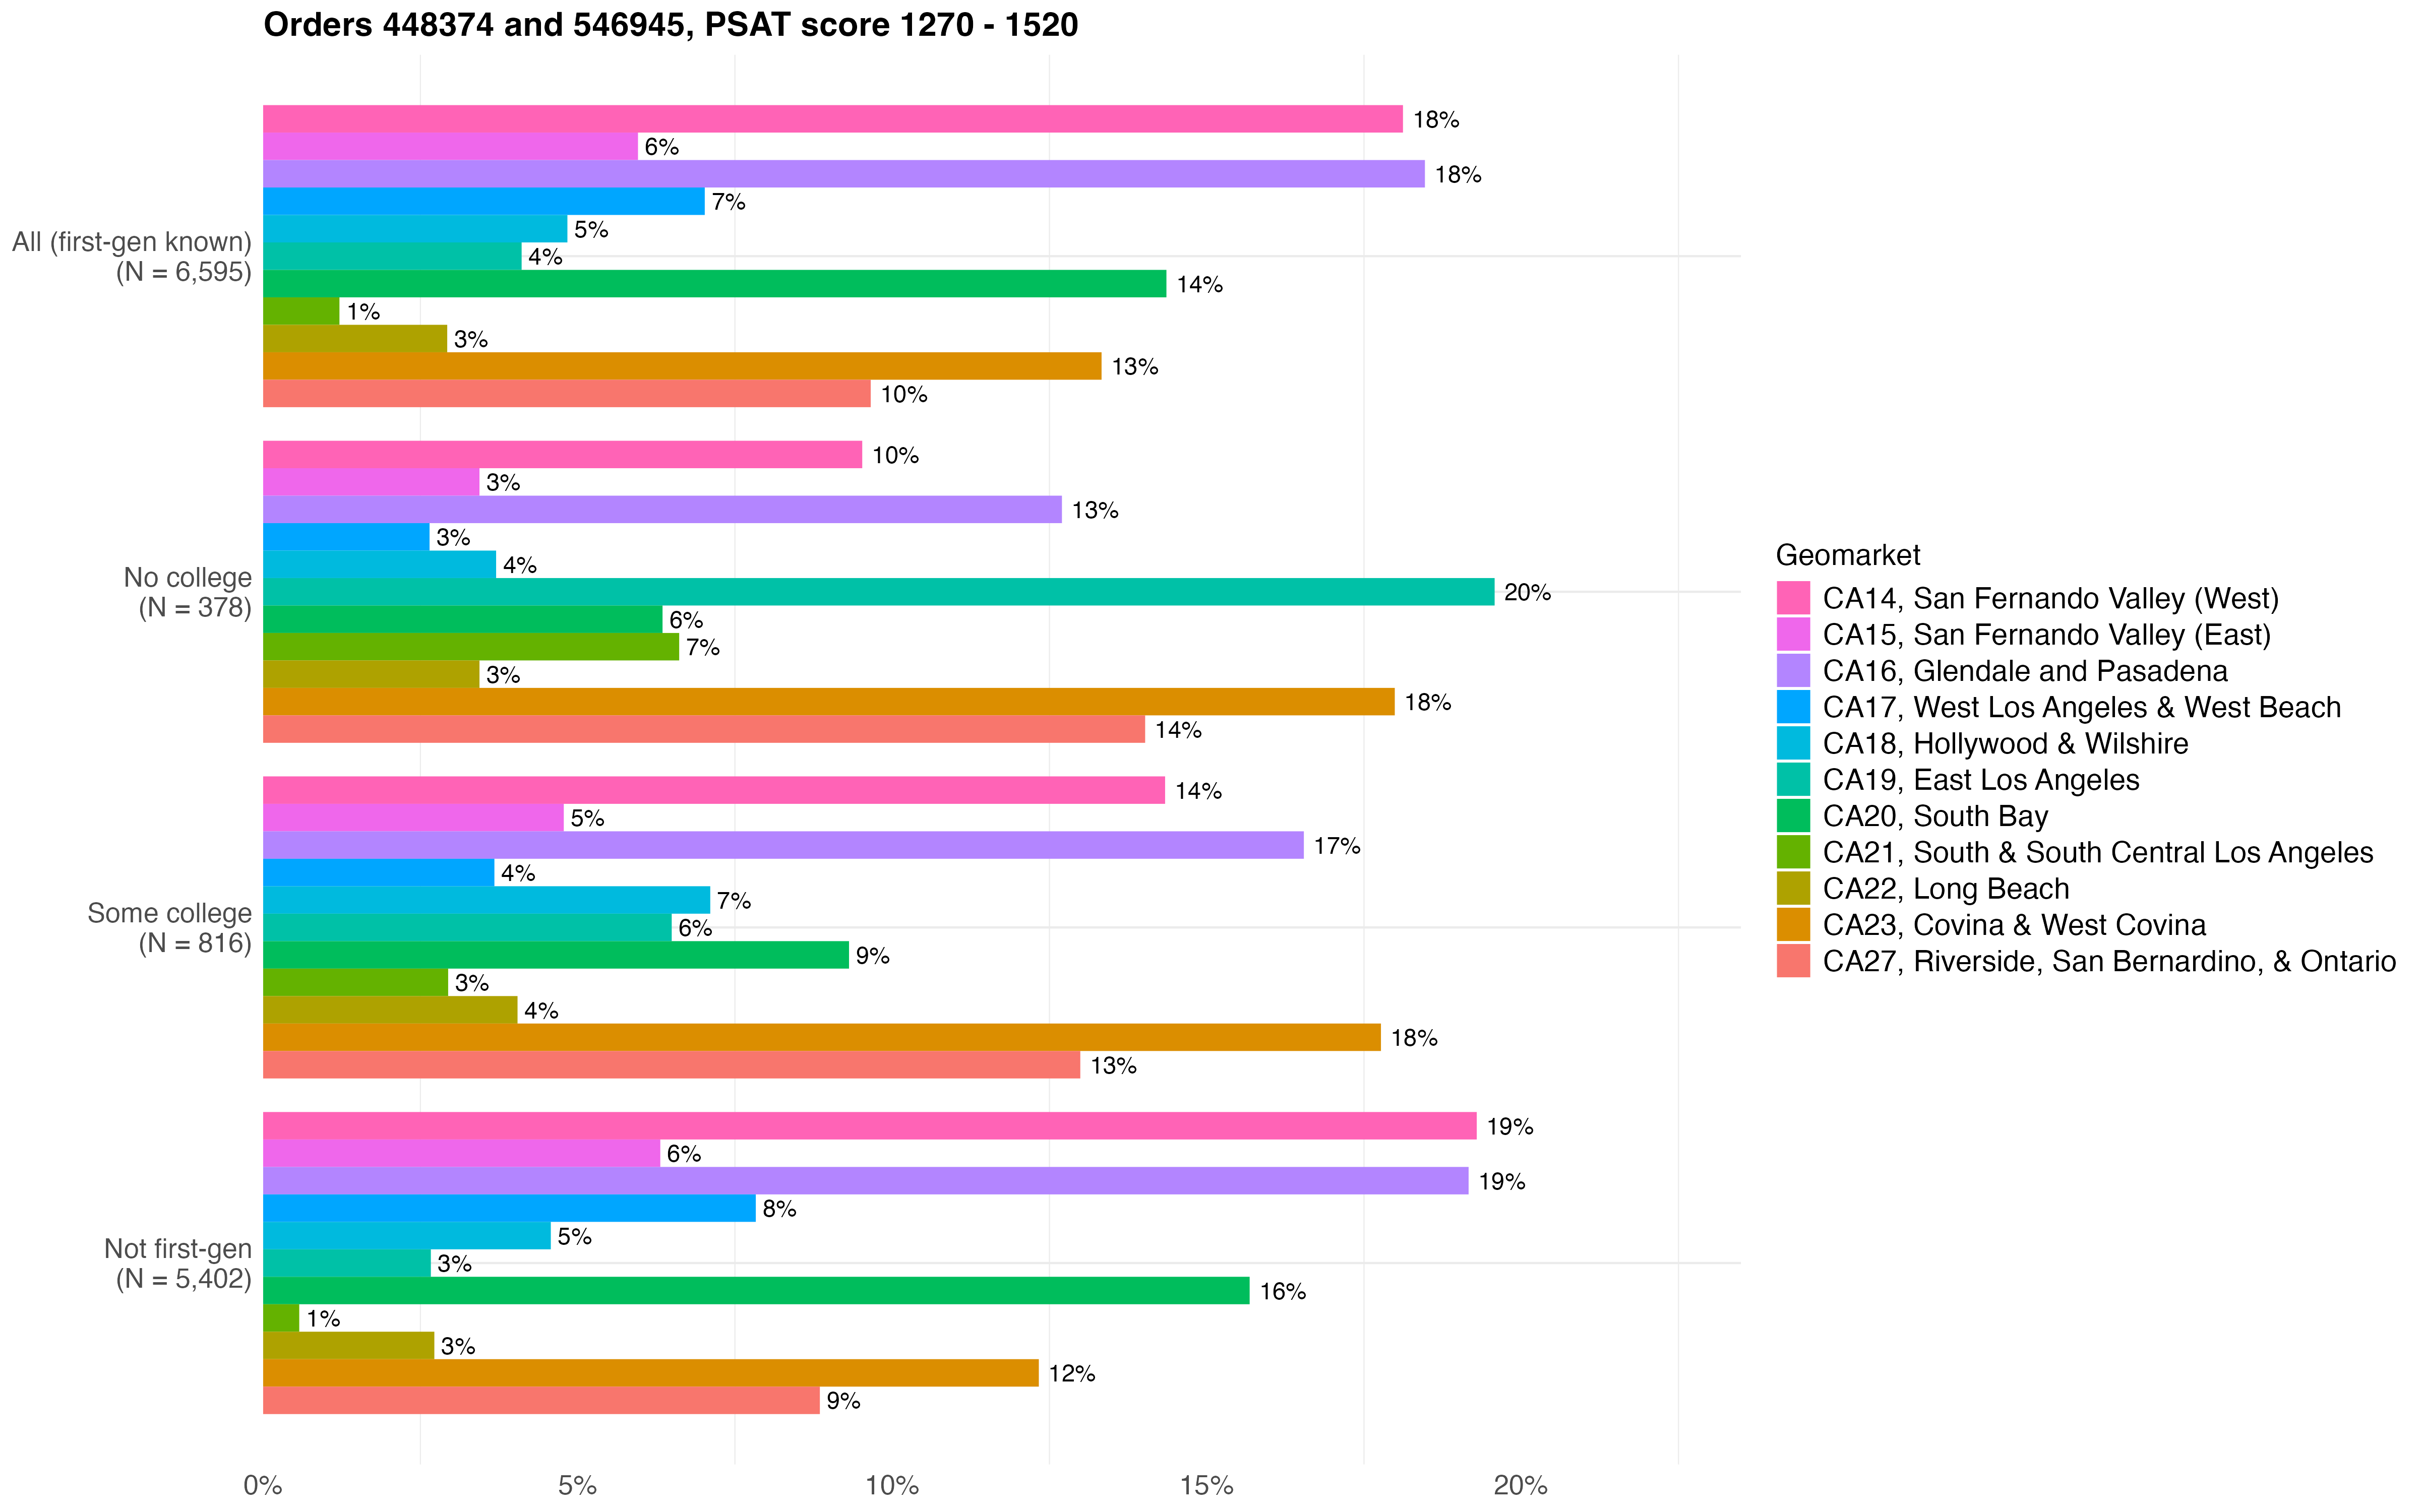 Orders 448374 and 546945, PSAT score 1270 - 1520
All (first-gen known)
(N = 6,595)
18%
6%
18%
7%
5%
4%
14%
1%
3%
13%
10%
No college
(N = 378)
10%
3%
13%
3%
4%
20%
6%
7%
3%
18%
14%
Some college
(N = 816)
14%
5%
17%
4%
7%
6%
9%
3%
4%
18%
13%
Not first-gen
(N = 5,402)
19%
6%
19%
8%
5%
3%
16%
1%
3%
12%
9%
0%
5%
10%
15%
20%
Geomarket
CA14, San Fernando Valley (West)
CA15, San Fernando Valley (East)
CA16, Glendale and Pasadena
CA17, West Los Angeles & West Beach
CA18, Hollywood & Wilshire
CA19, East Los Angeles
CA20, South Bay
CA21, South & South Central Los Angeles
CA22, Long Beach
CA23, Covina & West Covina
CA27, Riverside, San Bernardino, & Ontario